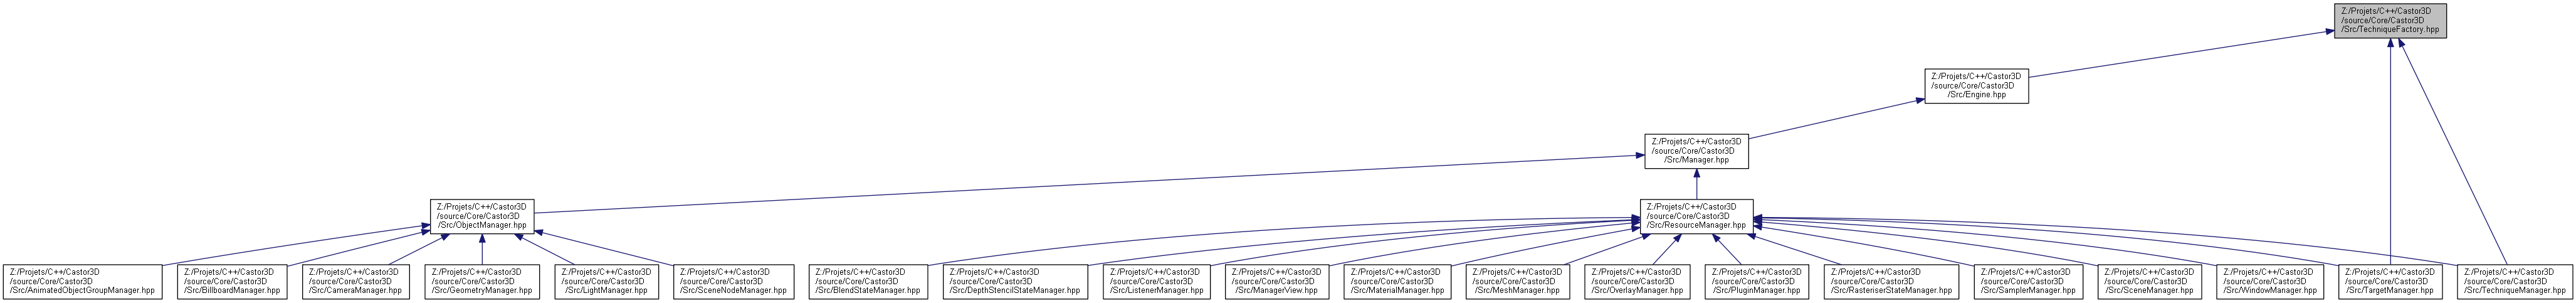 Z:/Projets/C++/Castor3D
/source/Core/Castor3D
/Src/TechniqueFactory.hpp
Z:/Projets/C++/Castor3D
/source/Core/Castor3D
/Src/Engine.hpp
Z:/Projets/C++/Castor3D
/source/Core/Castor3D
/Src/Manager.hpp
Z:/Projets/C++/Castor3D
/source/Core/Castor3D
/Src/ObjectManager.hpp
Z:/Projets/C++/Castor3D
/source/Core/Castor3D
/Src/ResourceManager.hpp
Z:/Projets/C++/Castor3D
/source/Core/Castor3D
/Src/AnimatedObjectGroupManager.hpp
Z:/Projets/C++/Castor3D
/source/Core/Castor3D
/Src/BillboardManager.hpp
Z:/Projets/C++/Castor3D
/source/Core/Castor3D
/Src/CameraManager.hpp
Z:/Projets/C++/Castor3D
/source/Core/Castor3D
/Src/GeometryManager.hpp
Z:/Projets/C++/Castor3D
/source/Core/Castor3D
/Src/LightManager.hpp
Z:/Projets/C++/Castor3D
/source/Core/Castor3D
/Src/SceneNodeManager.hpp
Z:/Projets/C++/Castor3D
/source/Core/Castor3D
/Src/BlendStateManager.hpp
Z:/Projets/C++/Castor3D
/source/Core/Castor3D
/Src/DepthStencilStateManager.hpp
Z:/Projets/C++/Castor3D
/source/Core/Castor3D
/Src/ListenerManager.hpp
Z:/Projets/C++/Castor3D
/source/Core/Castor3D
/Src/ManagerView.hpp
Z:/Projets/C++/Castor3D
/source/Core/Castor3D
/Src/MaterialManager.hpp
Z:/Projets/C++/Castor3D
/source/Core/Castor3D
/Src/MeshManager.hpp
Z:/Projets/C++/Castor3D
/source/Core/Castor3D
/Src/OverlayManager.hpp
Z:/Projets/C++/Castor3D
/source/Core/Castor3D
/Src/PluginManager.hpp
Z:/Projets/C++/Castor3D
/source/Core/Castor3D
/Src/RasteriserStateManager.hpp
Z:/Projets/C++/Castor3D
/source/Core/Castor3D
/Src/SamplerManager.hpp
Z:/Projets/C++/Castor3D
/source/Core/Castor3D
/Src/SceneManager.hpp
Z:/Projets/C++/Castor3D
/source/Core/Castor3D
/Src/WindowManager.hpp
Z:/Projets/C++/Castor3D
/source/Core/Castor3D
/Src/TargetManager.hpp
Z:/Projets/C++/Castor3D
/source/Core/Castor3D
/Src/TechniqueManager.hpp